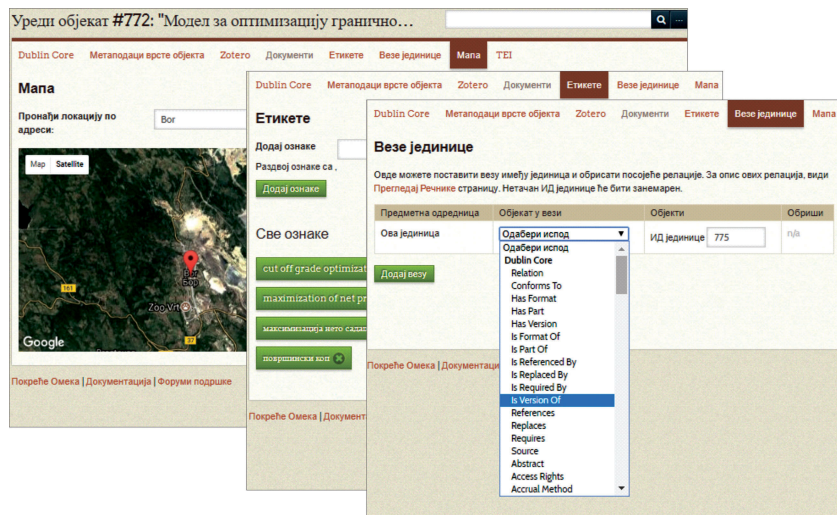 Уреди објекат #772: "Модел за оптимизацију гранично…
Dublin Core Метаподаци врсте објекта Zotero Документи Етикете Везе јединице Мапа TEI
Мапа
Пронађи локацију по
адреси:
Bor
Map Satellite
Бор
Zoo Vrt
161
37
Google
Покреће Омека | Документација | Форуми подршке
Dublin Core Метаподаци врсте објекта Zotero Документи Етикете Везе јединице Мапа
Етикете
Додај ознаке
Раздвој ознаке са ,
Додај ознаке
Све ознаке
cut off grade optimizat
maximization of net pr
максимизација нето сада
површински коп
Покреће Омека | Документ
Dublin Core Метаподаци врсте објекта Zotero Документи Етикете Везе јединице Мапа
Везе јединице
Овде можете поставити везу имеђу јединица и обрисати посојеће релације. За опис ових релација, види
Прегледај Речнике страницу. Нетачан ИД јединице ће бити занемарен.
Предметна одредница Објекат у вези Објекти Обриши
Ова јединица Одабери испод ИД јединице 775 n/a
Додај везу
Одабери испод
Dublin Core
Relation
Conforms To
Has Format
Has Part
Has Version
Is Format Of
Is Part Of
Is Referenced By
Is Replaced By
Is Required By
Is Version Of
References
Replaces
Requires
Source
Abstract
Access Rights
Accrual Method
Покреће Омека | Документаци